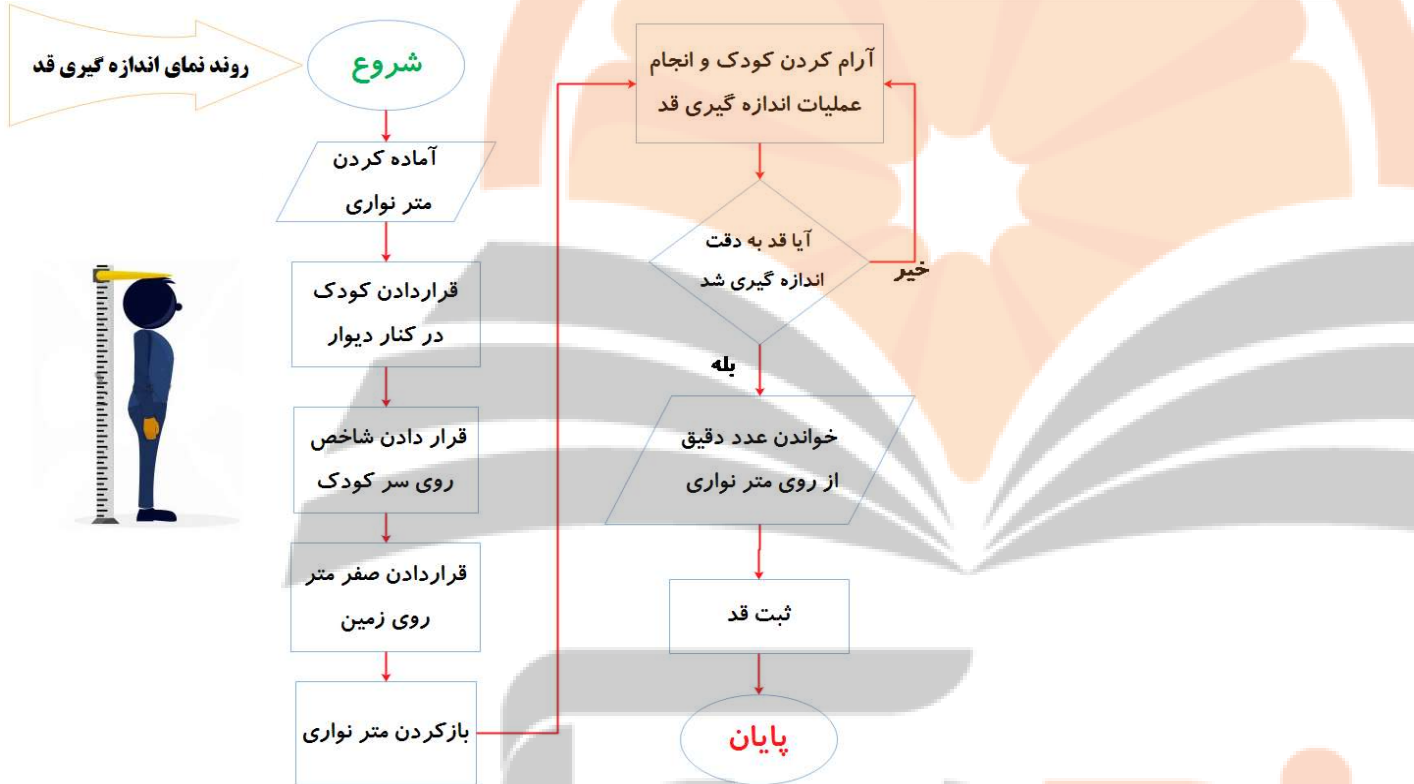 روند نمای اندازه گیری قد
شروع
آماده کردن
متر نواری
قراردادن کودک
در کنار دیوار
قرار دادن شاخص
روی سر کودک
قراردادن صفر متر
روی زمین
بازکردن متر نواری
آرام کردن کودک و انجام
عملیات اندازه گیری قد
آیا قد به دقت
اندازه گیری شد
خیر
بله
خواندن عدد دقیق
از روی متر نواری
ثبت قد
پایان